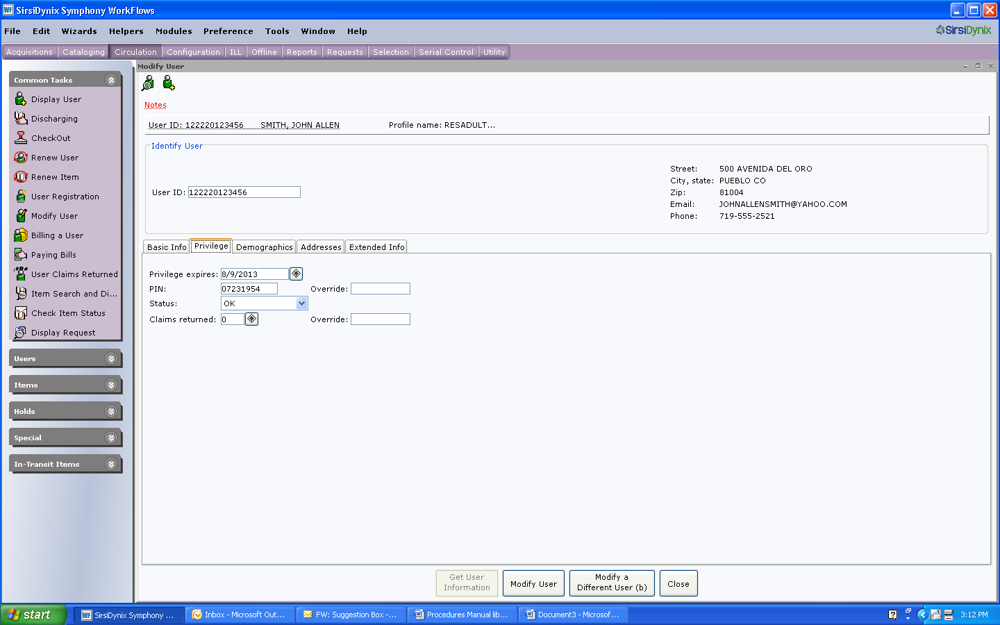 SirsiDynix Symphony WorkFlows
File Edit Wizards Helpers Modules Preference Tools Window Help
SirsiDynix
Acquisitions Cataloging Circulation Configuration ILL Offline Reports Requests Selection Serial Control Utility
Common Tasks
Display User
Discharging
CheckOut
Renew User
Renew Item
User Registration
Modify User
Billing a User
Paying Bills
User Claims Returned
Item Search and Di...
Check Item Status
Display Request
Users
Items
Holds
Special
In-Transit Items
Modify User
Notes
User ID: 122220123456 SMITH, JOHN ALLEN Profile name: RESADULT...
Identify User
User ID: 122220123456
Street: 500 AVENIDA DEL ORO
City, state: PUEBLO CO
Zip: 81004
Email: JOHNALLENSMITH@YAHOO.COM
Phone: 719-555-2521
Basic Info Privilege Demographics Addresses Extended Info
Privilege expires: 8/9/2013
PIN: 07231954 Override:
Status: OK
Claims returned: 0 Override:
Get User Information
Modify User
Modify a Different User (b)
Close
start
WF SirsiDynix Symphony ...
Inbox - Microsoft Out...
FW: Suggestion Box -...
Procedures Manual lib...
Document3 - Microsof...
3:12 PM